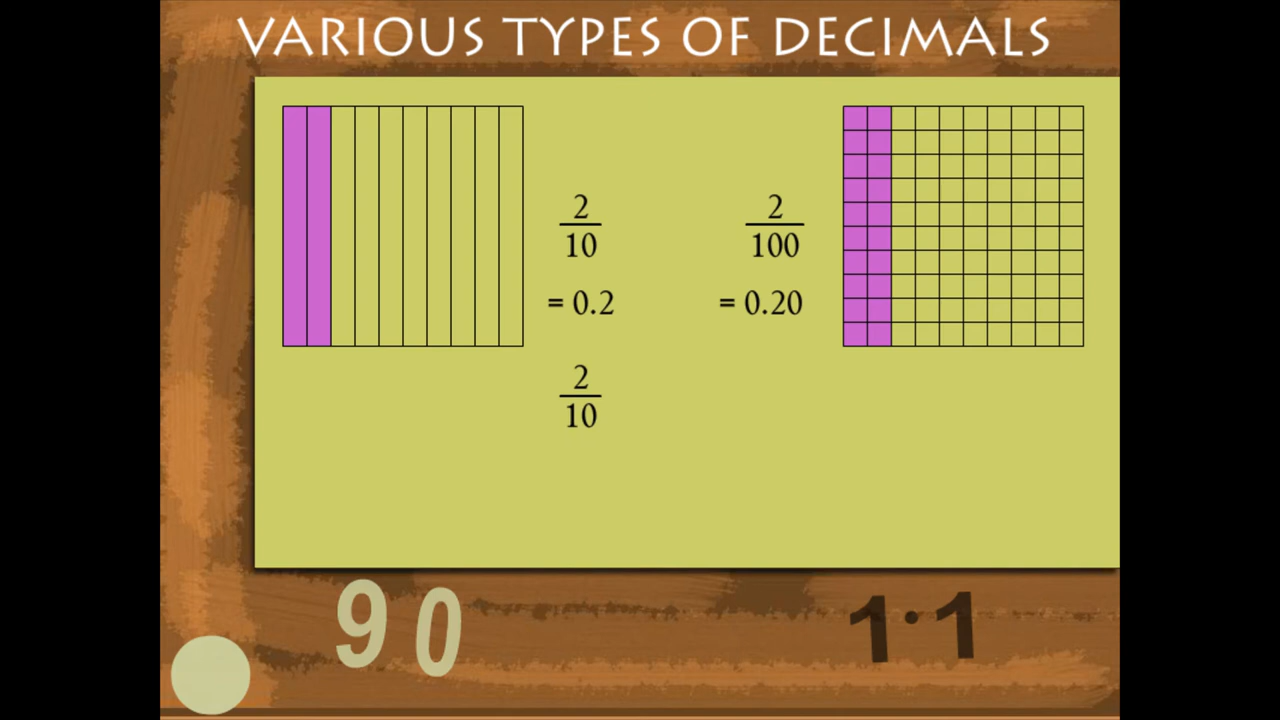 VARIOUS TYPES OF DECIMALS
2/10 2/100
= 0.2 = 0.20
2/10
90 1.1